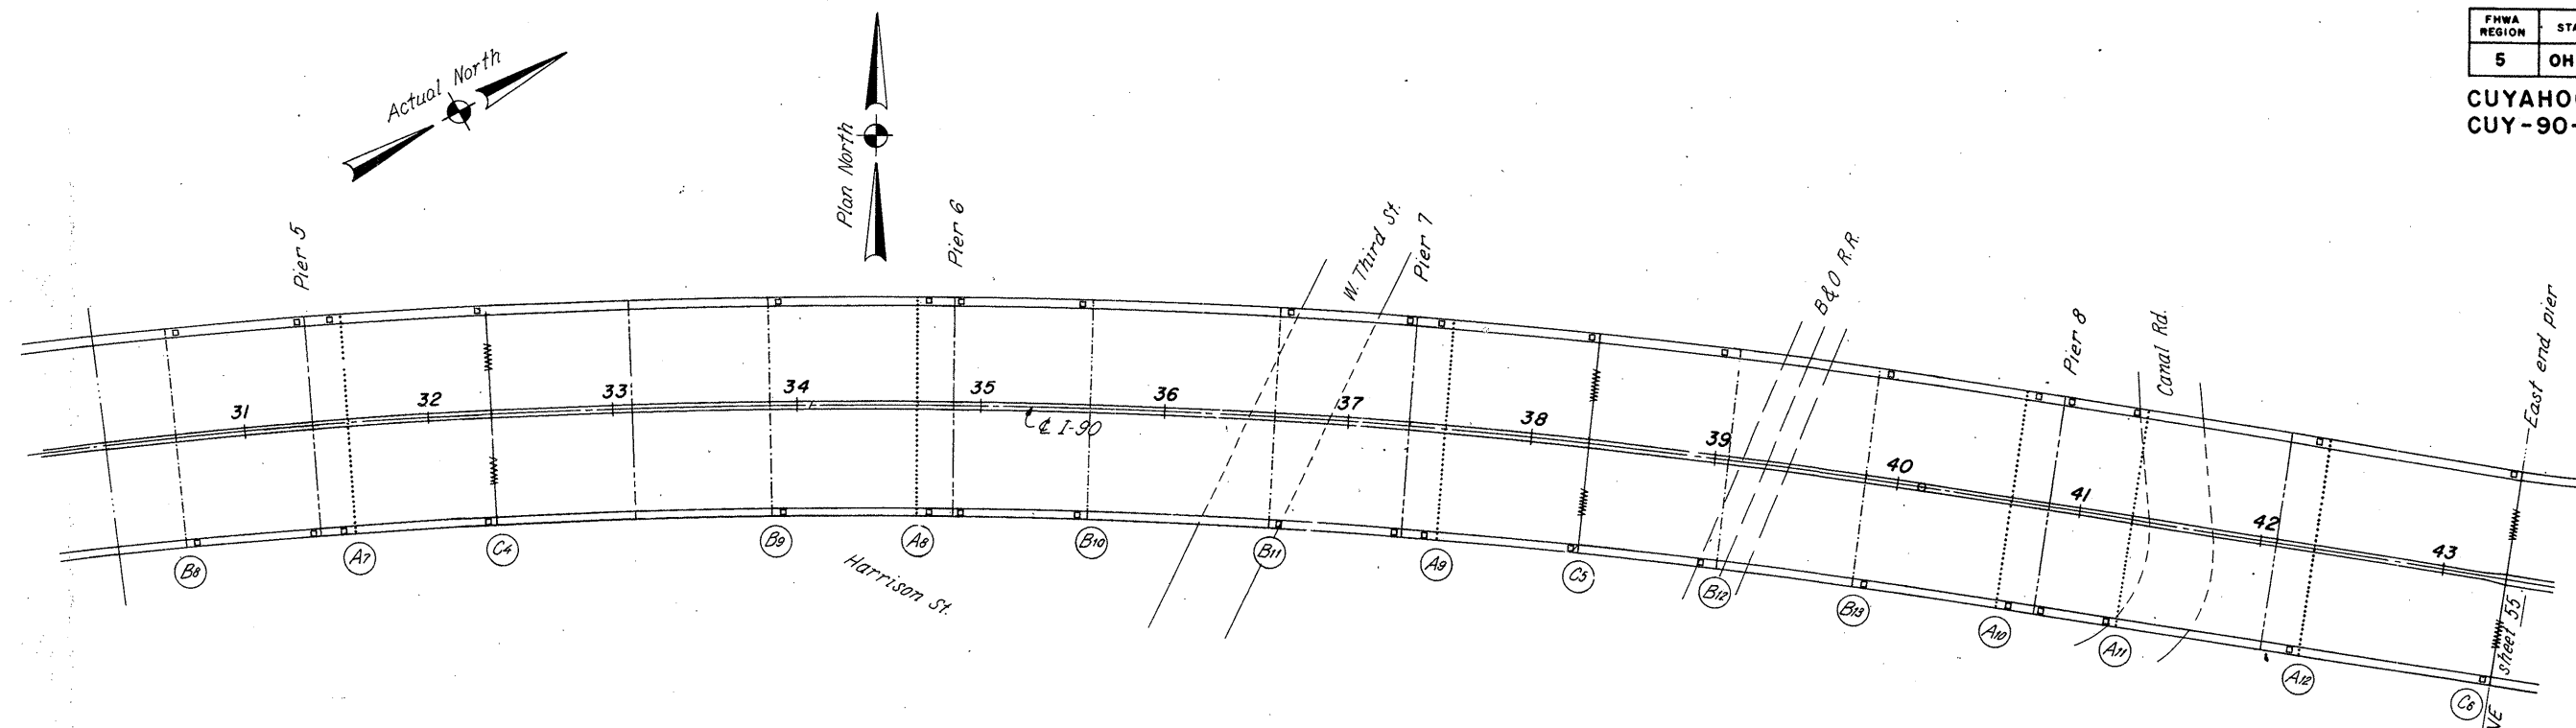 FHWA REGION
5 OH
CUY-90-
Actual North
Plan North
Pier 5
Pier 6
W. Third St.
Pier 7
B&O R.R.
Pier 8
Canal Rd.
East end pier
31
32
33
34
35
36
37
38
39
40
41
42
43
℄ I-90
Harrison St.
B8
A7
C4
B9
A8
B10
B11
A9
C5
B12
B13
A10
A11
A12
C6
sheet 55